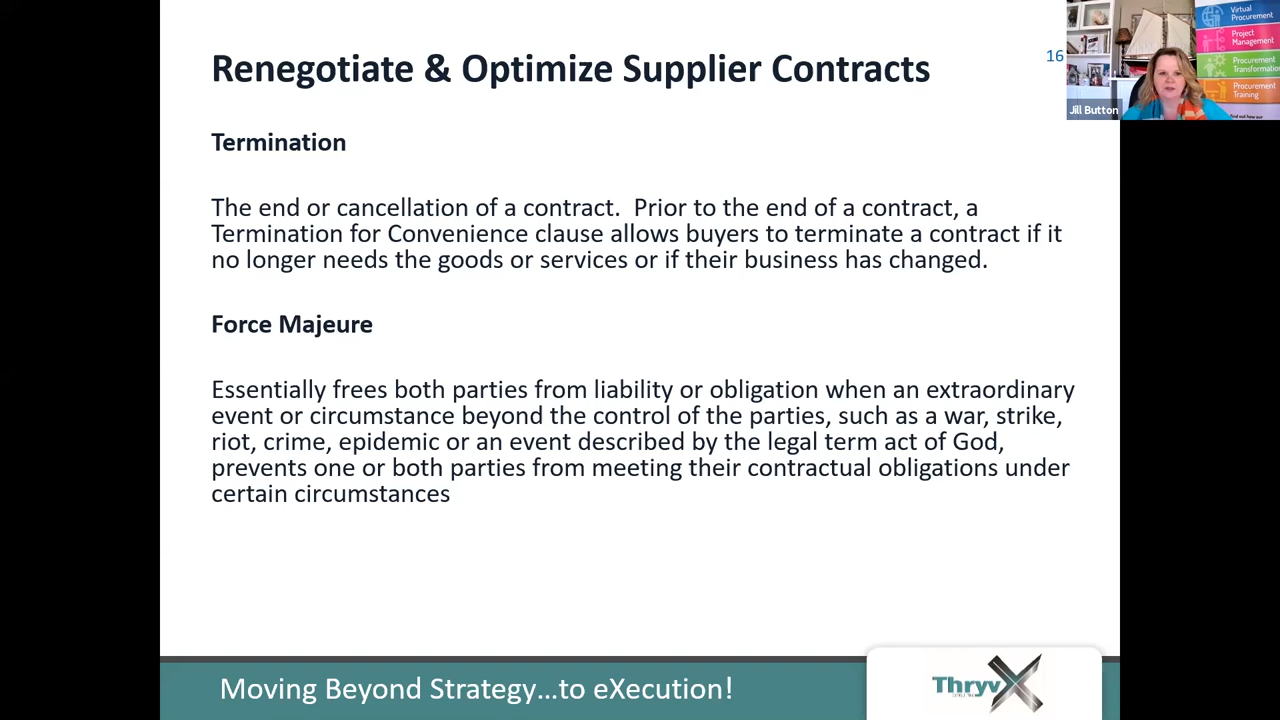 Renegotiate & Optimize Supplier Contracts
16
Virtual
Procurement
Project
Management
Procurement
Transformation
Procurement
Training
find out how our
Jill Button
Termination
The end or cancellation of a contract.  Prior to the end of a contract, a
Termination for Convenience clause allows buyers to terminate a contract if it
no longer needs the goods or services or if their business has changed.
Force Majeure
Essentially frees both parties from liability or obligation when an extraordinary
event or circumstance beyond the control of the parties, such as a war, strike,
riot, crime, epidemic or an event described by the legal term act of God,
prevents one or both parties from meeting their contractual obligations under
certain circumstances
Moving Beyond Strategy...to eXecution!
ThryvX